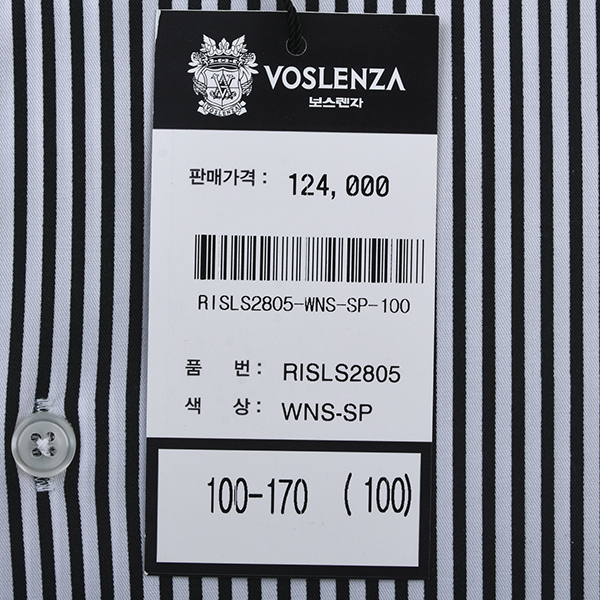 VOSLENZA
VOSLENZA
보스렌자
판매가격 : 124,000
RISLS2805-WNS-SP-100
품 번 : RISLS2805
색 상 : WNS-SP
100-170 (100)